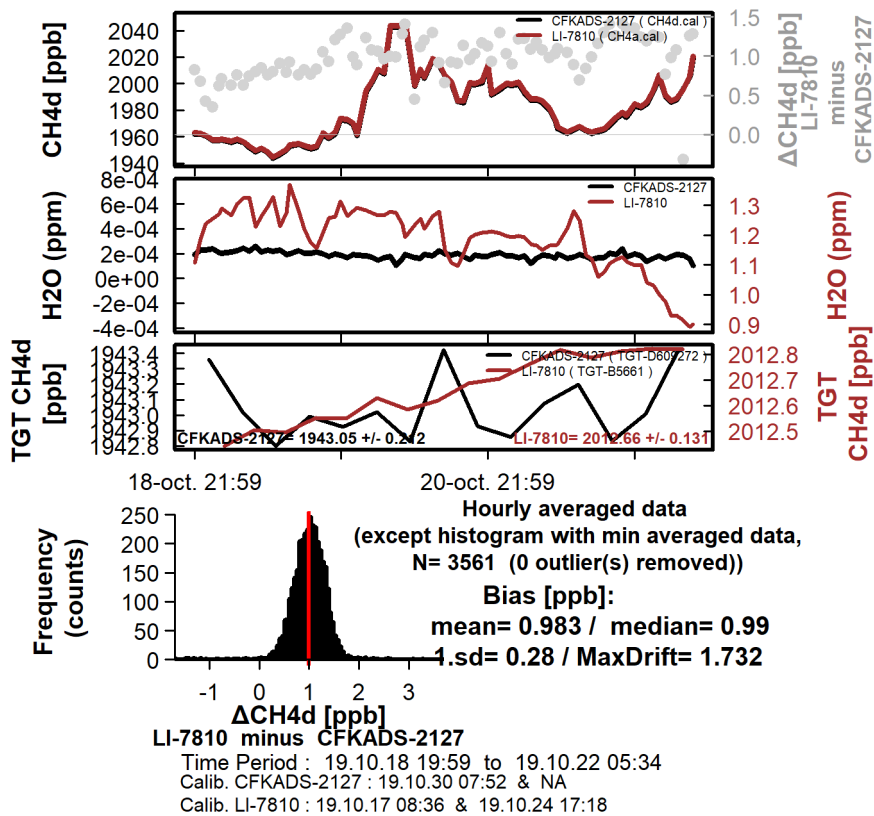 CH4d [ppb]
2040
2020
2000
1980
1960
1940
CFKADS-2127 ( CH4d.cal )
LI-7810 ( CH4a.cal )
1.5
1.0
0.5
0.0
ΔCH4d [ppb]
LI-7810
minus
CFKADS-2127
H2O (ppm)
8e-04
6e-04
4e-04
2e-04
0e+00
-2e-04
-4e-04
CFKADS-2127
LI-7810
1.3
1.2
1.1
1.0
0.9
H2O (ppm)
TGT CH4d
[ppb]
1943.4
1943.3
1943.2
1943.0
1942.9
1942.8
CFKADS-2127 ( TGT-D609272 )
LI-7810 ( TGT-B5661 )
CFKADS-2127= 1943.05 +/- 0.212
LI-7810= 2012.66 +/- 0.131
2012.8
2012.7
2012.6
2012.5
TGT
CH4d [ppb]
18-oct. 21:59
20-oct. 21:59
Frequency
(counts)
250
200
150
100
50
0
-1 0 1 2 3
ΔCH4d [ppb]
LI-7810 minus CFKADS-2127
Hourly averaged data
(except histogram with min averaged data,
N= 3561 (0 outlier(s) removed))
Bias [ppb]:
mean= 0.983 / median= 0.99
1.sd= 0.28 / MaxDrift= 1.732
Time Period : 19.10.18 19:59 to 19.10.22 05:34
Calib. CFKADS-2127 : 19.10.30 07:52 & NA
Calib. LI-7810 : 19.10.17 08:36 & 19.10.24 17:18